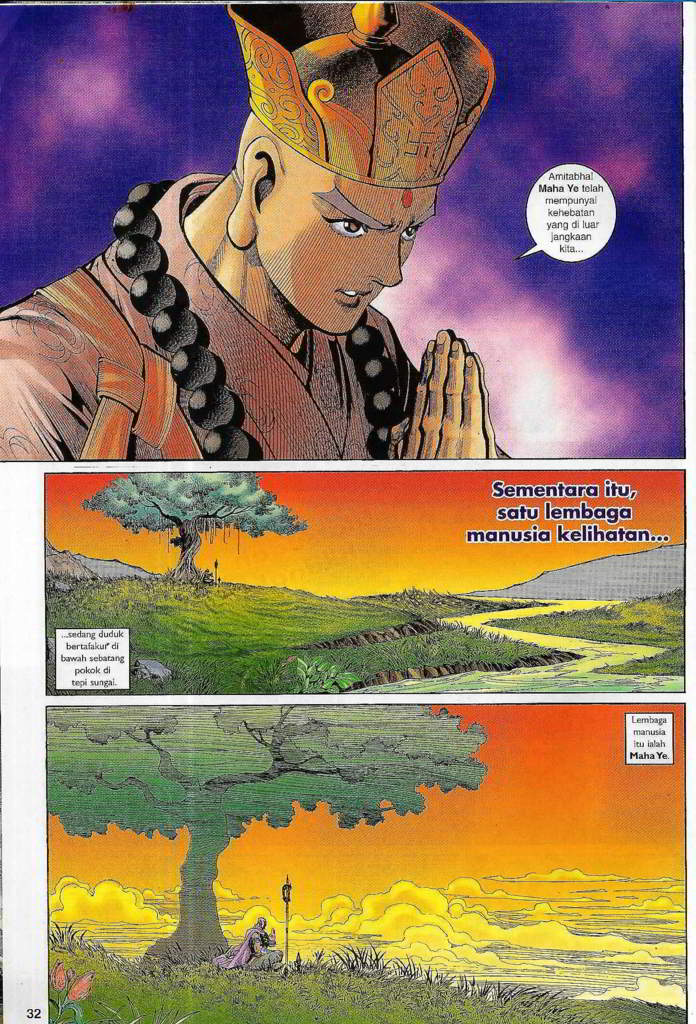 Amitabha!
Maha Ye telah
mempunyai
kehebatan
yang di luar
jangkaan
kita...
Sementara itu,
satu lembaga
manusia kelihatan...
...sedang duduk
bertafakur* di
bawah sebatang
pokok di
tepi sungai.
Lembaga
manusia
itu ialah
Maha Ye.
32